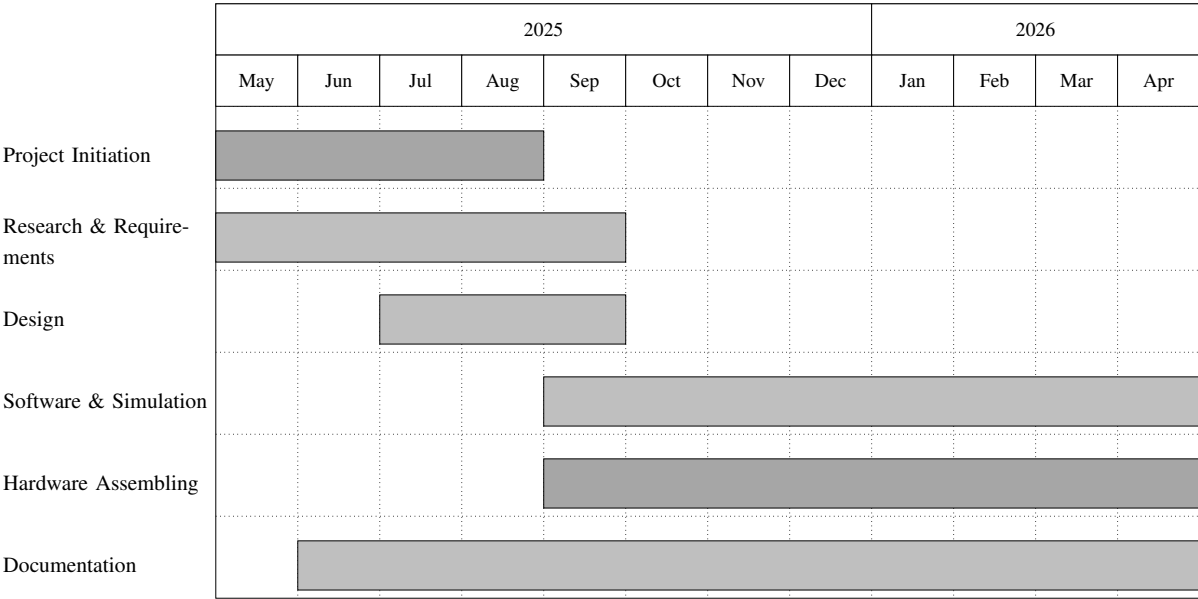 2025 2026
May Jun Jul Aug Sep Oct Nov Dec Jan Feb Mar Apr
Project Initiation
Research & Require-
ments
Design
Software & Simulation
Hardware Assembling
Documentation